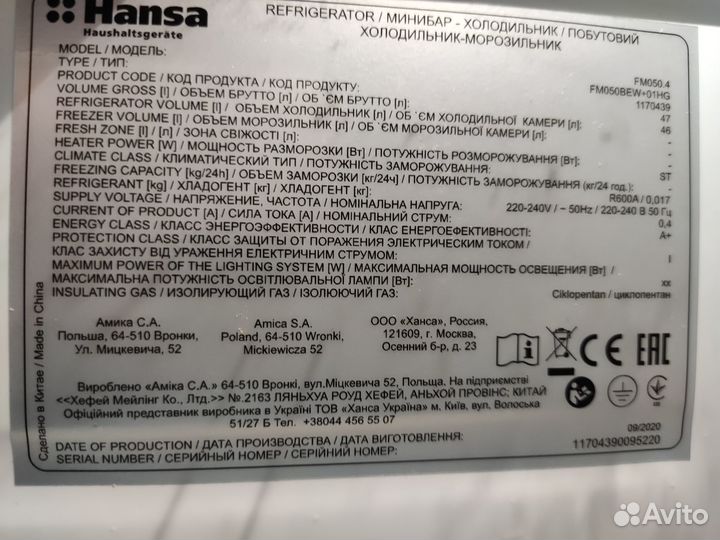 Hansa
Haushaltsgeräte
REFRIGERATOR / МИНИБАР - ХОЛОДИЛЬНИК / ПОБУТОВИЙ
ХОЛОДИЛЬНИК-МОРОЗИЛЬНИК
MODEL / МОДЕЛЬ: FM050.4
TYPE / ТИП: FM050BEW+01HG
PRODUCT CODE / КОД ПРОДУКТА / КОД ПРОДУКТУ: 1170439
VOLUME GROSS [l] / ОБЪЕМ БРУТТО [л] / ОБ`ЄМ БРУТТО [л]: 47
REFRIGERATOR VOLUME [l] / ОБЪЕМ ХОЛОДИЛЬНИК [л] / ОБ`ЄМ ХОЛОДИЛЬНОЇ КАМЕРИ [л]: 46
FREEZER VOLUME [l] / ОБЪЕМ МОРОЗИЛЬНИК [л] / ОБ`ЄМ МОРОЗИЛЬНОЇ КАМЕРИ [л]: -
FRESH ZONE [l] / [л] / ЗОНА СВІЖОСТІ [л]: -
HEATER POWER [W] / МОЩНОСТЬ РАЗМОРОЗКИ [Вт] / ПОТУЖНІСТЬ РОЗМОРОЖУВАННЯ [Вт]: -
CLIMATE CLASS / КЛИМАТИЧЕСКИЙ ТИП / ПОТУЖНІСТЬ ЗАМОРОЖУВАННЯ: ST
FREEZING CAPACITY [kg/24h] / ОБЪЕМ ЗАМОРОЗКИ [кг/24ч] / ПОТУЖНІСТЬ ЗАМОРОЖУВАННЯ (кг/24 год.): -
REFRIGERANT [kg] / ХЛАДОГЕНТ [кг] / ХЛАДОГЕНТ [кг]: R600A / 0,017
SUPPLY VOLTAGE / НАПРЯЖЕНИЕ, ЧАСТОТА / НОМІНАЛЬНА НАПРУГА: 220-240V / ~ 50Hz / 220-240 В 50 Гц
CURRENT OF PRODUCT [A] / СИЛА ТОКА [A] / НОМІНАЛЬНИЙ СТРУМ: 0,4
ENERGY CLASS / КЛАСС ЭНЕРГОЭФФЕКТИВНОСТИ / КЛАС ЕНЕРГОЕФЕКТИВНОСТІ: A+
PROTECTION CLASS / КЛАСС ЗАЩИТЫ ОТ ПОРАЖЕНИЯ ЭЛЕКТРИЧЕСКИМ ТОКОМ /
КЛАС ЗАХИСТУ ВІД УРАЖЕННЯ ЕЛЕКТРИЧНИМ СТРУМОМ: I
MAXIMUM POWER OF THE LIGHTING SYSTEM [W] / МАКСИМАЛЬНАЯ МОЩНОСТЬ ОСВЕЩЕНИЯ [Вт] /
МАКСИМАЛЬНА ПОТУЖНІСТЬ ОСВІТЛЮВАЛЬНОЇ ЛАМПИ [Вт]: xx
INSULATING GAS / ИЗОЛИРУЮЩИЙ ГАЗ / ІЗОЛЮЮЧИЙ ГАЗ: Ciklopentan / циклопентан
Амика С.А.
Польша, 64-510 Вронки,
Ул. Мицкевича, 52
Amica S.A.
Poland, 64-510 Wronki,
Mickiewicza 52
ООО «Ханса», Россия,
121609, г. Москва,
Осенний б-р, д. 23
CE
EAC
Вироблено «Аміка С.А.» 64-510 Вронкі, вул.Міцкевича 52, Польща. На підприємстві
<<Хефей Мейлінг Ко., Лтд.>> №.2163 ЛЯНЬХУА РОУД ХЕФЕЙ, АНЬХОЙ ПРОВІНС; КИТАЙ
Офіційний представник виробника в Україні ТОВ «Ханса Україна» м. Київ, вул. Волоська
51/27 Б Тел. +38044 456 55 07
DATE OF PRODUCTION / ДАТА ПРОИЗВОДСТВА / ДАТА ВИГОТОВЛЕННЯ: 09/2020
SERIAL NUMBER / СЕРИЙНЫЙ НОМЕР / СЕРІЙНИЙ НОМЕР: 11704390095220
Сделано в Китае / Made in China
Avito